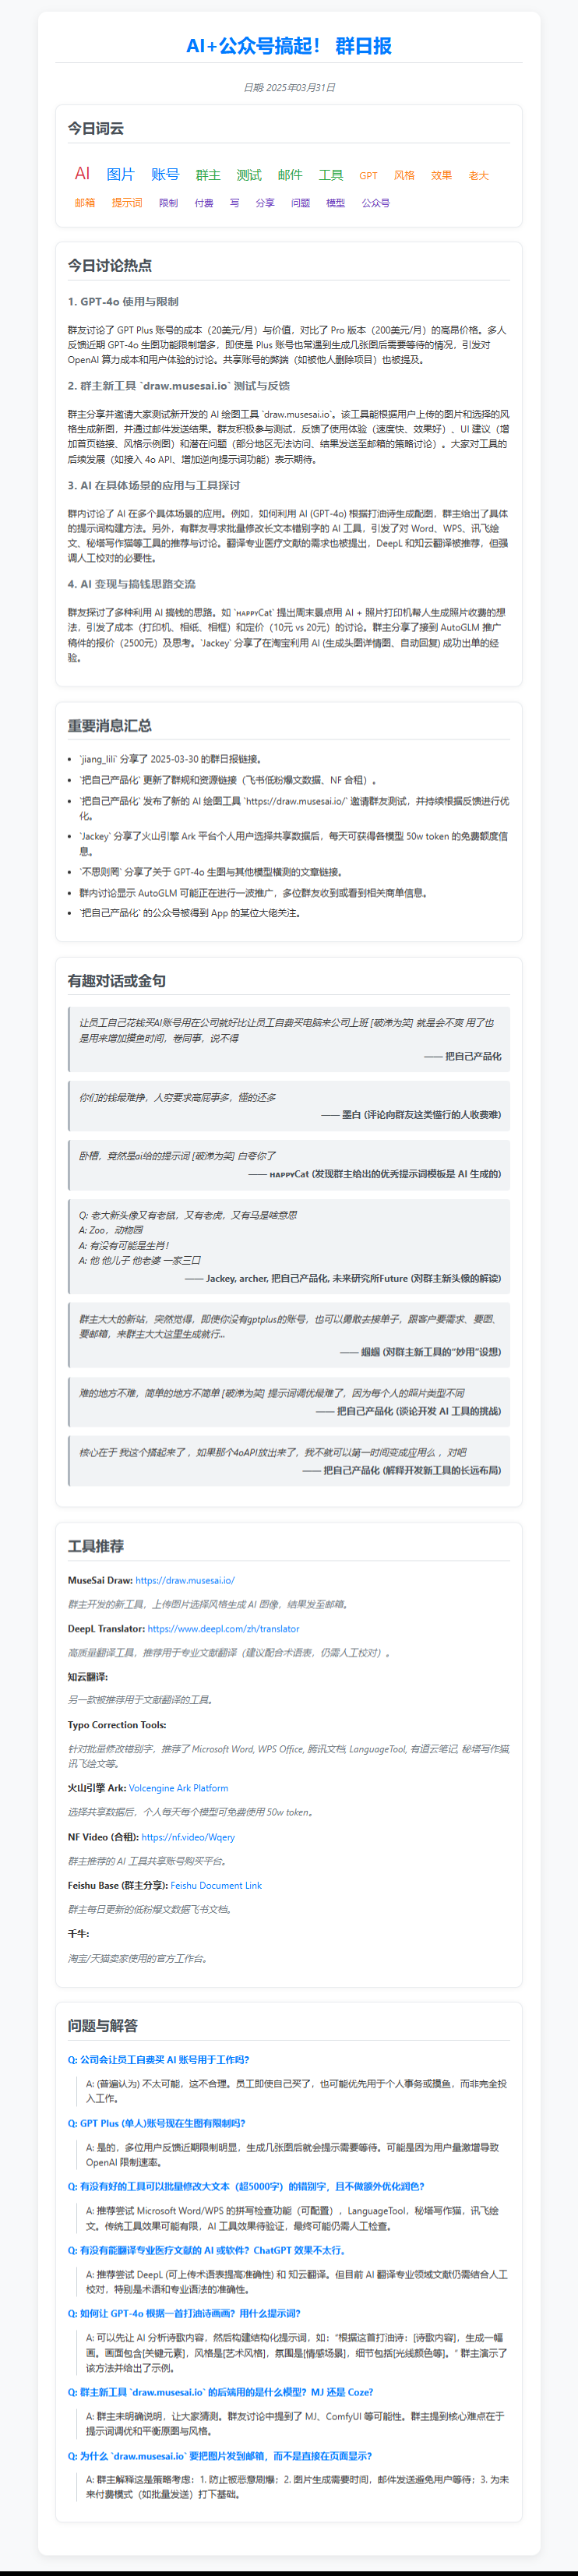 AI+公众号搞起！ 群日报
日期: 2025年03月31日
今日词云
AI 图片 账号 群主 测试 邮件 工具 GPT 风格 效果 老大
邮箱 提示词 限制 付费 写 分享 问题 模型 公众号
今日讨论热点
1. GPT-4o 使用与限制
群友讨论了 GPT Plus 账号的成本（20美元/月）与价值，对比了 Pro 版本（200美元/月）的高昂价格。多人
反馈近期 GPT-4o 生图功能限制增多，即使是 Plus 账号也常遇到生成几张图后需要等待的情况，引发对
OpenAI 算力成本和用户体验的讨论。共享账号的弊端（如被他人删除项目）也被提及。
2. 群主新工具 `draw.musesai.io` 测试与反馈
群主分享并邀请大家测试新开发的 AI 绘图工具 `draw.musesai.io`。该工具能根据用户上传的图片和选择的风
格生成新图，并通过邮件发送结果。群友积极参与测试，反馈了使用体验（速度快、效果好）、UI 建议（增
加首页链接、风格示例图）和潜在问题（部分地区无法访问、结果发送至邮箱的策略讨论）。大家对工具的
后续发展（如接入 4o API、增加逆向提示词功能）表示期待。
3. AI 在具体场景的应用与工具探讨
群内讨论了 AI 在多个具体场景的应用。例如，如何利用 AI (GPT-4o) 根据打油诗生成配图，群主给出了具体
的提示词构建方法。另外，有群友寻求批量修改长文本错别字的 AI 工具，引发了对 Word、WPS、讯飞绘
文、秘塔写作猫等工具的推荐与讨论。翻译专业医疗文献的需求也被提出，DeepL 和知云翻译被推荐，但强
调人工校对的必要性。
4. AI 变现与搞钱思路交流
群友探讨了多种利用 AI 搞钱的思路。如 `ʜᴀᴘᴘʏCat` 提出周末景点用 AI + 照片打印机帮人生成照片收费的想
法，引发了成本（打印机、相纸、相框）和定价（10元 vs 20元）的讨论。群主分享了接到 AutoGLM 推广
稿件的报价（2500元）及思考。`Jackey` 分享了在淘宝利用 AI (生成头图详情图、自动回复) 成功出单的经
验。
重要消息汇总
• `jiang_lili` 分享了 2025-03-30 的群日报链接。
• `把自己产品化` 更新了群规和资源链接（飞书低粉爆文数据、NF 合租）。
• `把自己产品化` 发布了新的 AI 绘图工具 `https://draw.musesai.io/` 邀请群友测试，并持续根据反馈进行优
化。
• `Jackey` 分享了火山引擎 Ark 平台个人用户选择共享数据后，每天可获得各模型 50w token 的免费额度信
息。
• `不思则罔` 分享了关于 GPT-4o 生图与其他模型横测的文章链接。
• 群内讨论显示 AutoGLM 可能正在进行一波推广，多位群友收到或看到相关商单信息。
• `把自己产品化` 的公众号被得到 App 的某位大佬关注。
有趣对话或金句
让员工自己花钱买AI账号用在公司就好比让员工自费买电脑来公司上班 [破涕为笑] 就是会不爽 用了也
是用来增加摸鱼时间，卷同事，说不得
—— 把自己产品化
你们的钱最难挣，人穷要求高屁事多，懂的还多
—— 墨白 (评论向群友这类懂行的人收费难)
卧槽，竟然是ai给的提示词 [破涕为笑] 白夸你了
—— ʜᴀᴘᴘʏCat (发现群主给出的优秀提示词模板是 AI 生成的)
Q: 老大新头像又有老鼠，又有老虎，又有马是啥意思
A: Zoo，动物园
A: 有没有可能是生肖！
A: 他 他儿子 他老婆 一家三口
—— Jackey, archer, 把自己产品化, 未来研究所Future (对群主新头像的解读)
群主大大的新站，突然觉得，即使你没有gptplus的账号，也可以勇敢去接单子，跟客户要需求、要图、
要邮箱，来群主大大这里生成就行...
—— 蝈蝈 (对群主新工具的“妙用”设想)
难的地方不难，简单的地方不简单 [破涕为笑] 提示词调优最难了，因为每个人的照片类型不同
—— 把自己产品化 (谈论开发 AI 工具的挑战)
核心在于 我这个搭起来了，如果那个4oAPI放出来了，我不就可以第一时间变成应用么 ，对吧
—— 把自己产品化 (解释开发新工具的长远布局)
工具推荐
MuseSai Draw: https://draw.musesai.io/
群主开发的新工具，上传图片选择风格生成 AI 图像，结果发至邮箱。
DeepL Translator: https://www.deepl.com/zh/translator
高质量翻译工具，推荐用于专业文献翻译（建议配合术语表，仍需人工校对）。
知云翻译:
另一款被推荐用于文献翻译的工具。
Typo Correction Tools:
针对批量修改错别字，推荐了 Microsoft Word, WPS Office, 腾讯文档, LanguageTool, 有道云笔记, 秘塔写作猫,
讯飞绘文等。
火山引擎 Ark: Volcengine Ark Platform
选择共享数据后，个人每天每个模型可免费使用 50w token。
NF Video (合租): https://nf.video/Wqery
群主推荐的 AI 工具共享账号购买平台。
Feishu Base (群主分享): Feishu Document Link
群主每日更新的低粉爆文数据飞书文档。
千牛:
淘宝/天猫卖家使用的官方工作台。
问题与解答
Q: 公司会让员工自费买 AI 账号用于工作吗?
A: (普遍认为) 不太可能，这不合理。员工即使自己买了，也可能优先用于个人事务或摸鱼，而非完全投
入工作。
Q: GPT Plus (单人)账号现在生图有限制吗?
A: 是的，多位用户反馈近期限制明显，生成几张图后就会提示需要等待。可能是因为用户量激增导致
OpenAI 限制速率。
Q: 有没有好的工具可以批量修改大文本（超5000字）的错别字，且不做额外优化润色?
A: 推荐尝试 Microsoft Word/WPS 的拼写检查功能（可配置），LanguageTool，秘塔写作猫，讯飞绘
文。传统工具效果可能有限，AI 工具效果待验证，最终可能仍需人工检查。
Q: 有没有能翻译专业医疗文献的 AI 或软件？ChatGPT 效果不太行。
A: 推荐尝试 DeepL (可上传术语表提高准确性) 和 知云翻译。但目前 AI 翻译专业领域文献仍需结合人工
校对，特别是术语和专业语法的准确性。
Q: 如何让 GPT-4o 根据一首打油诗画画？用什么提示词?
A: 可以先让 AI 分析诗歌内容，然后构建结构化提示词，如：“根据这首打油诗：[诗歌内容]，生成一幅
画。画面包含[关键元素]，风格是[艺术风格]，氛围是[情感场景]，细节包括[光线颜色等]。” 群主演示了
该方法并给出了示例。
Q: 群主新工具 `draw.musesai.io` 的后端用的是什么模型？MJ 还是 Coze?
A: 群主未明确说明，让大家猜测。群友讨论中提到了 MJ、ComfyUI 等可能性。群主提到核心难点在于
提示词调优和平衡原图与风格。
Q: 为什么 `draw.musesai.io` 要把图片发到邮箱，而不是直接在页面显示?
A: 群主解释这是策略考虑：1. 防止被恶意刷爆；2. 图片生成需要时间，邮件发送避免用户等待；3. 为未
来付费模式（如批量发送）打下基础。